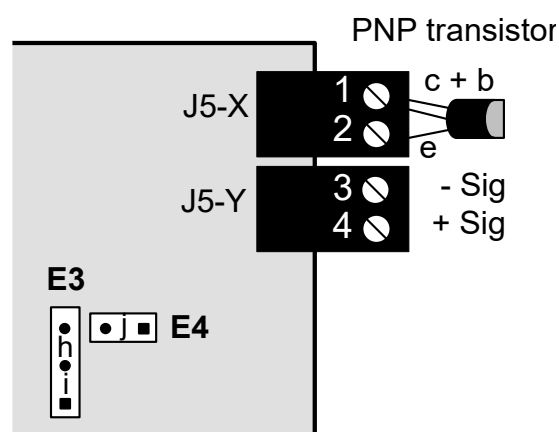 PNP transistor
J5-X 1 c + b
2 e
J5-Y 3 - Sig
4 + Sig
E3
h
i
j E4